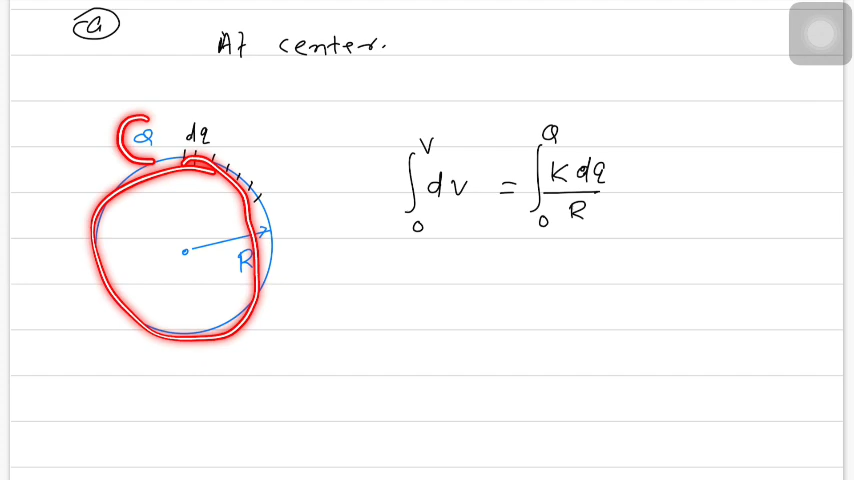 a
At center.
Q dq
R
∫₀^V dv = ∫₀^Q K dq / R